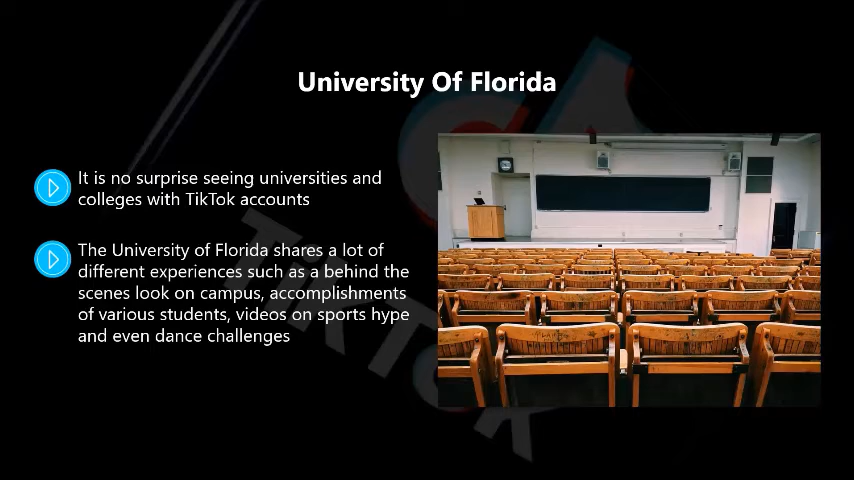 University Of Florida
It is no surprise seeing universities and
colleges with TikTok accounts
The University of Florida shares a lot of
different experiences such as a behind the
scenes look on campus, accomplishments
of various students, videos on sports hype
and even dance challenges
TikTok